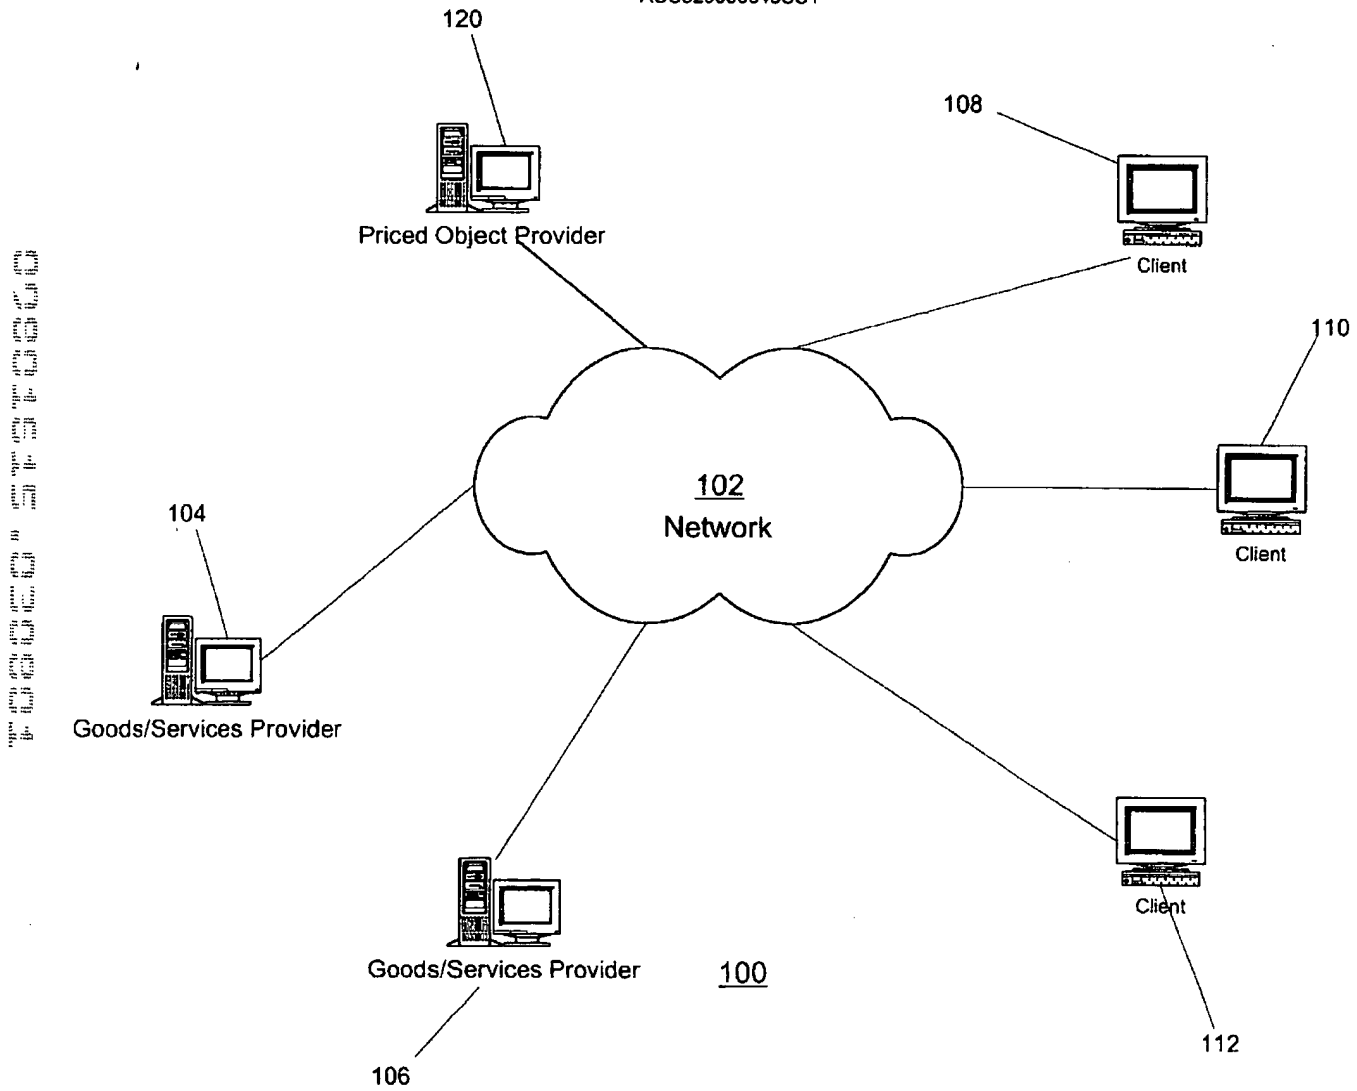 120
108
Priced Object Provider
Client
110
102
Network
104
Client
Goods/Services Provider
Client
Goods/Services Provider
100
112
106